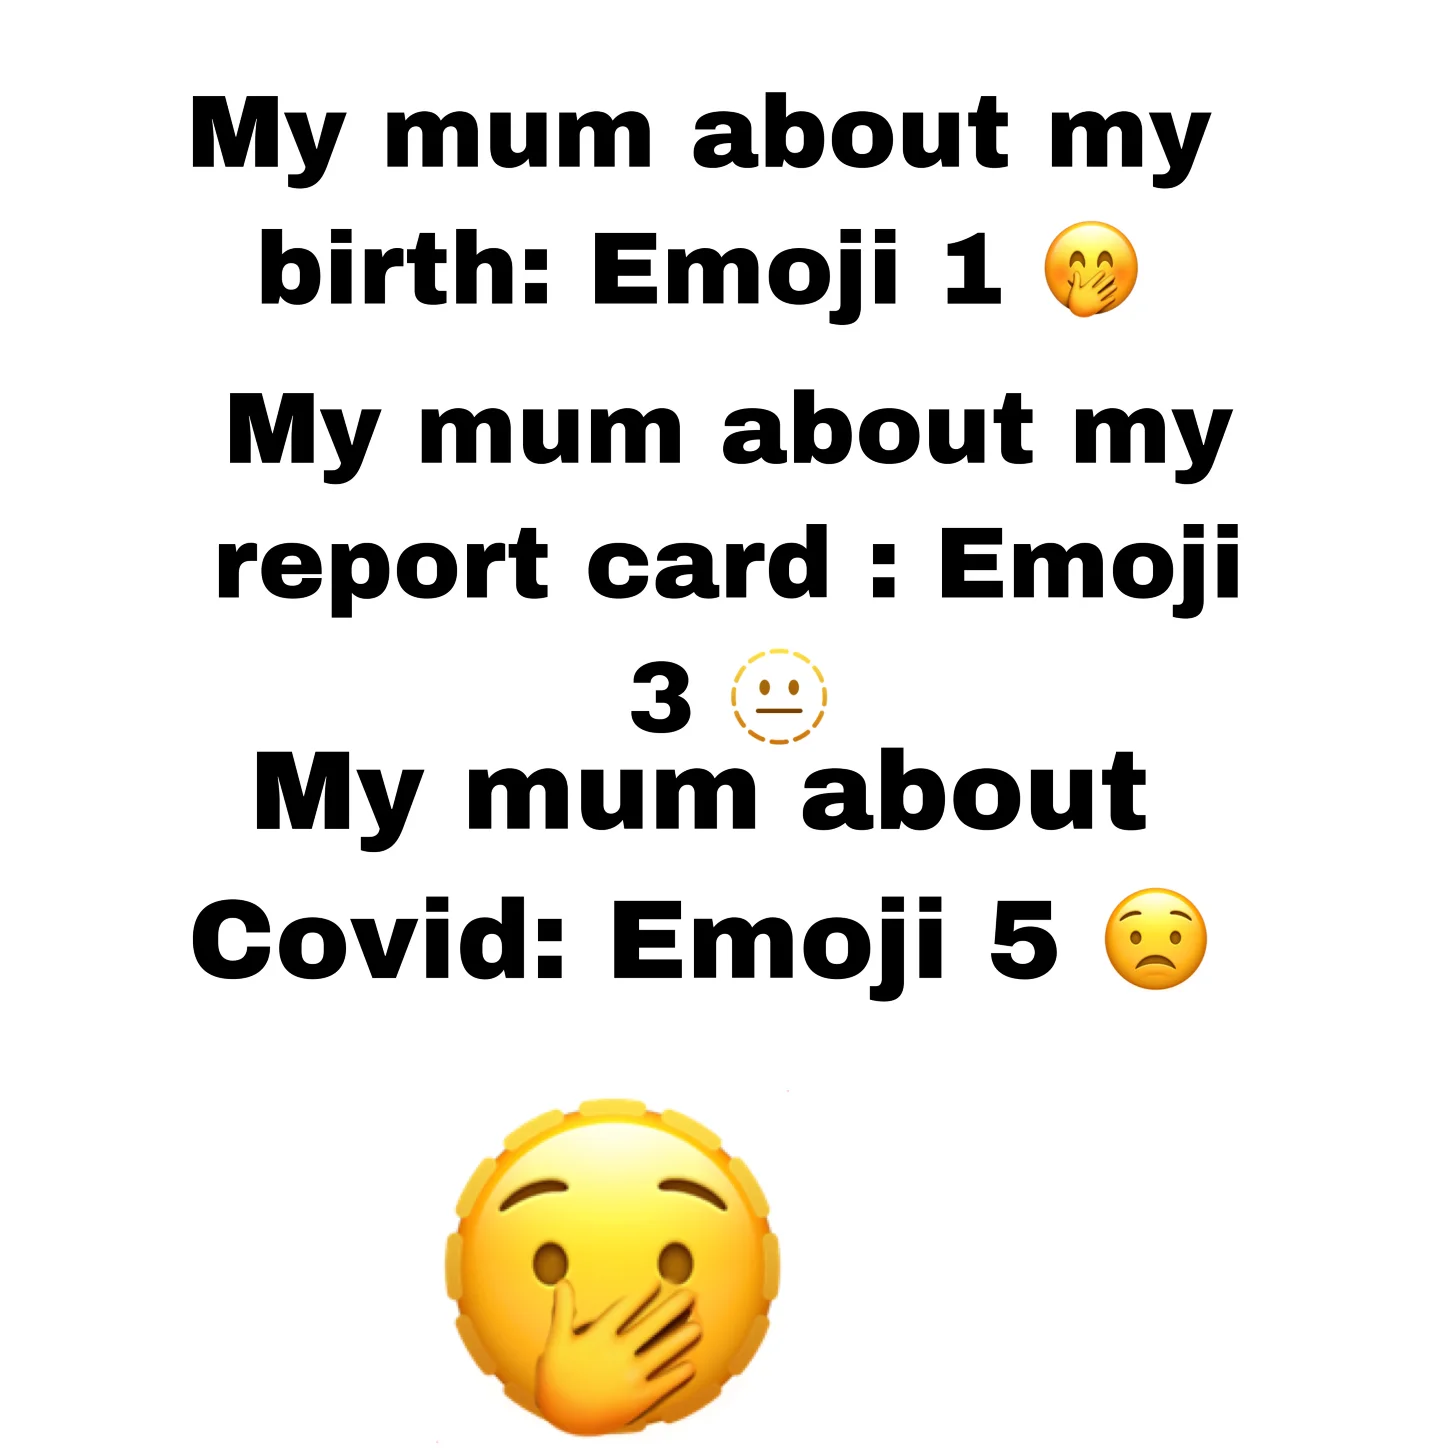 My mum about my
birth: Emoji 1 🤭
My mum about my
report card : Emoji
3 🫥
My mum about
Covid: Emoji 5 😟